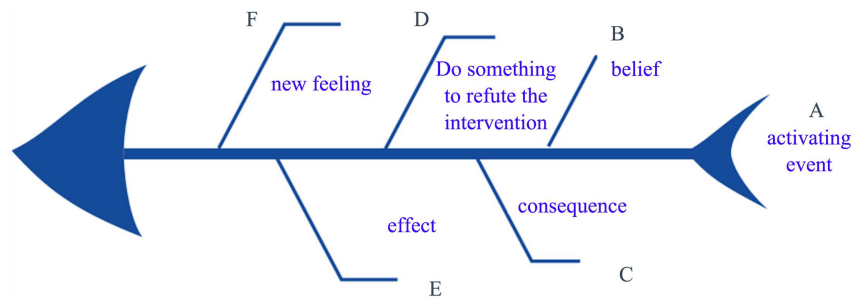 F
D
B
new feeling
Do something
to refute the
intervention
belief
A
activating
event
effect
consequence
E
C